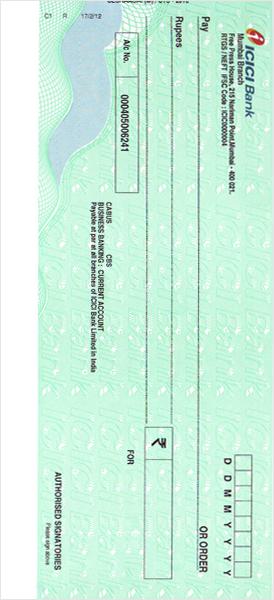 ICICI Bank
Mumbai Branch
Free Press House, 215 Nariman Point, Mumbai - 400 021.
RTGS / NEFT IFSC Code : ICIC0000004
D D M M Y Y Y Y
Pay
OR ORDER
Rupees
₹
A/c No. 000405006241
FOR
CABUS CBS
BUSINESS BANKING : CURRENT ACCOUNT
Payable at par at all branches of ICICI Bank Limited in India
AUTHORISED SIGNATORIES
Please sign above
C1 R 17/2/12